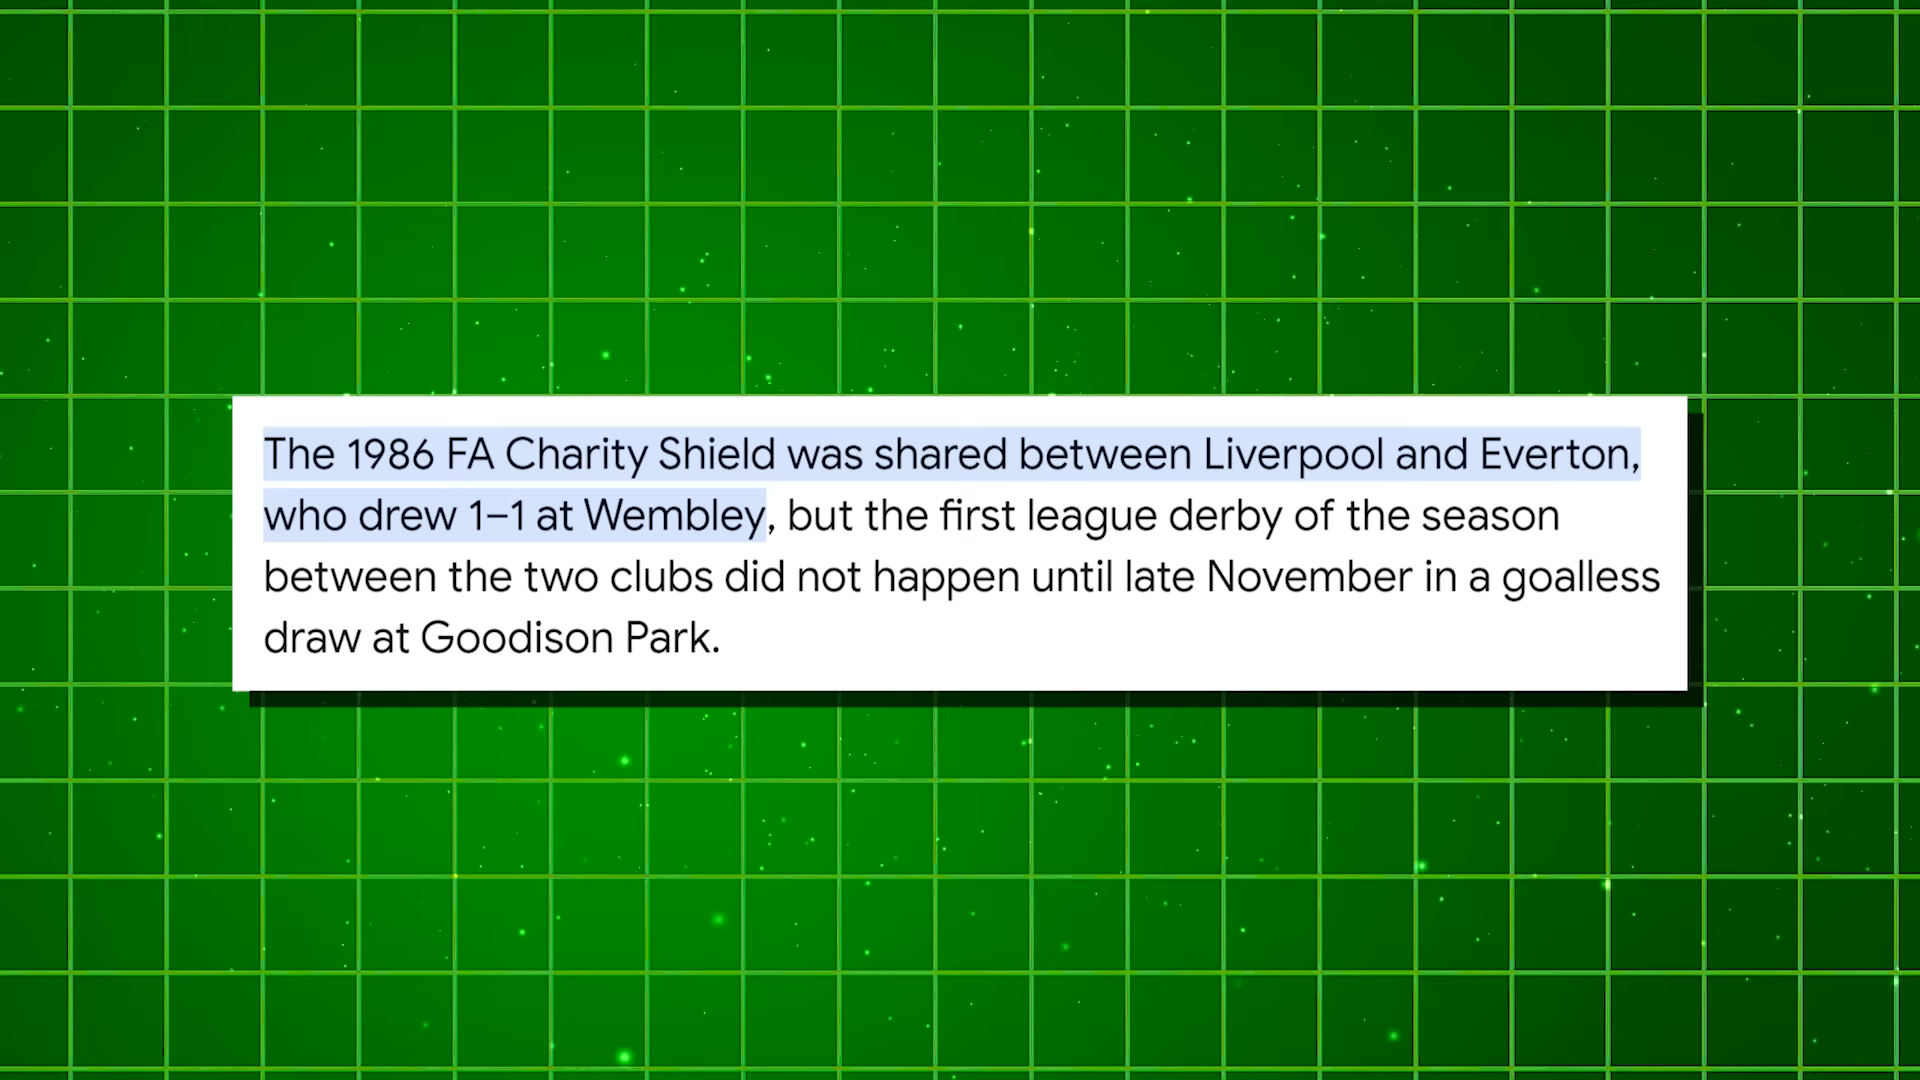 The 1986 FA Charity Shield was shared between Liverpool and Everton,
who drew 1–1 at Wembley, but the first league derby of the season
between the two clubs did not happen until late November in a goalless
draw at Goodison Park.